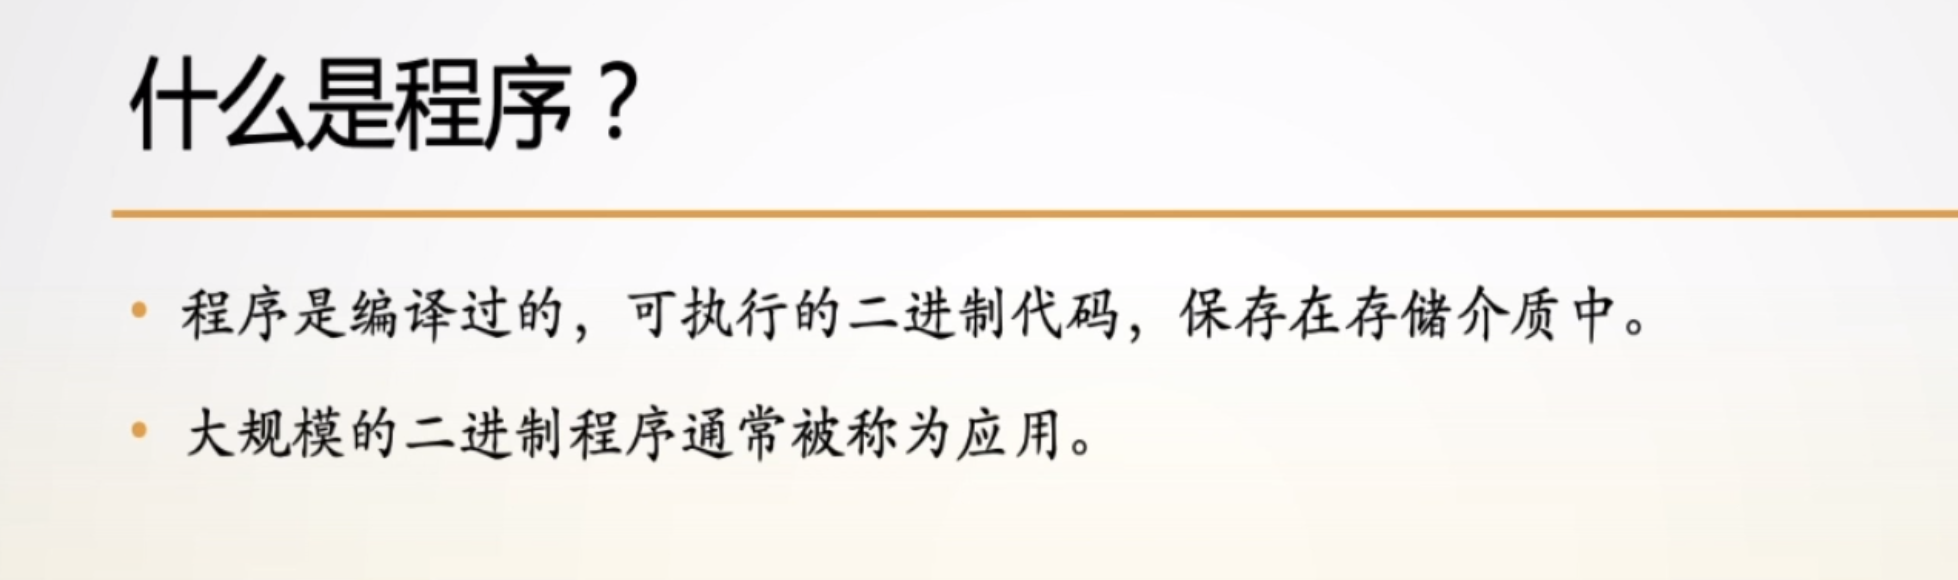 什么是程序？
• 程序是编译过的，可执行的二进制代码，保存在存储介质中。
• 大规模的二进制程序通常被称为应用。